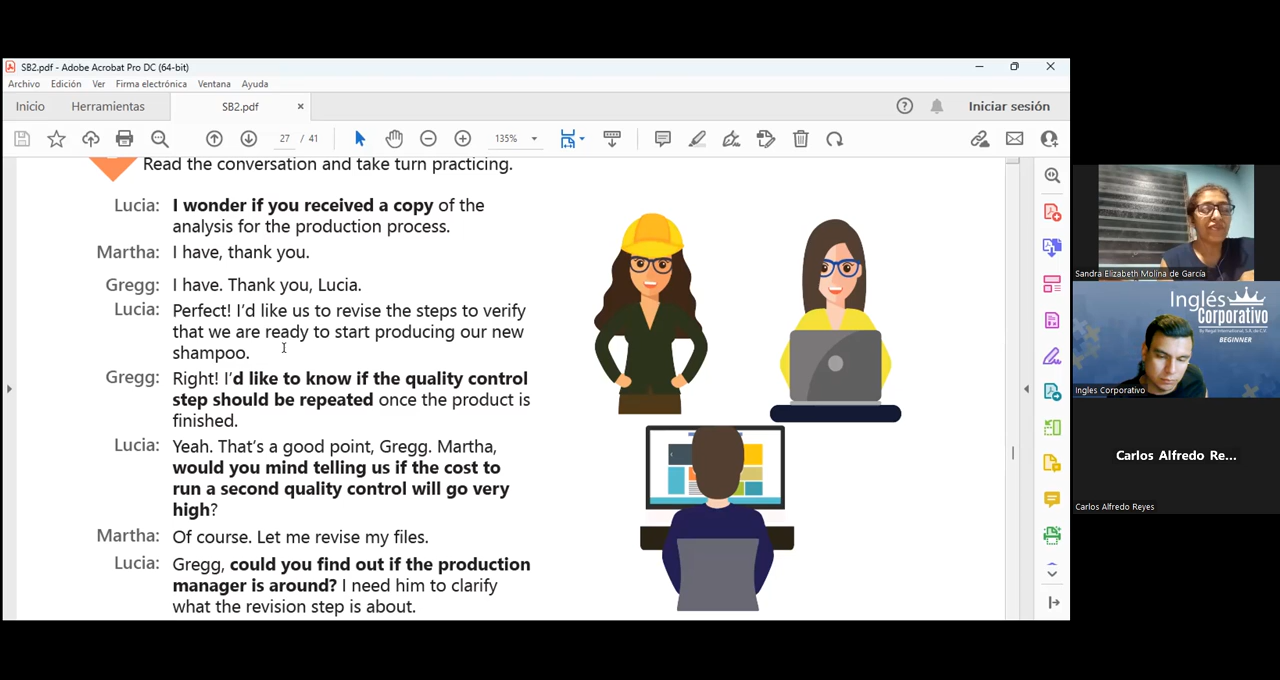 SB2.pdf - Adobe Acrobat Pro DC (64-bit)
Archivo Edición Ver Firma electrónica Ventana Ayuda
Inicio Herramientas SB2.pdf × Iniciar sesión
27 / 41 135%
Read the conversation and take turn practicing.
Lucia: I wonder if you received a copy of the
analysis for the production process.
Martha: I have, thank you.
Gregg: I have. Thank you, Lucia.
Lucia: Perfect! I'd like us to revise the steps to verify
that we are ready to start producing our new
shampoo.
Gregg: Right! I'd like to know if the quality control
step should be repeated once the product is
finished.
Lucia: Yeah. That's a good point, Gregg. Martha,
would you mind telling us if the cost to
run a second quality control will go very
high?
Martha: Of course. Let me revise my files.
Lucia: Gregg, could you find out if the production
manager is around? I need him to clarify
what the revision step is about.
Sandra Elizabeth Molina de García
Inglés
Corporativo
By Regal International, S.A. de C.V.
BEGINNER
Ingles Corporativo
Carlos Alfredo Re...
Carlos Alfredo Reyes